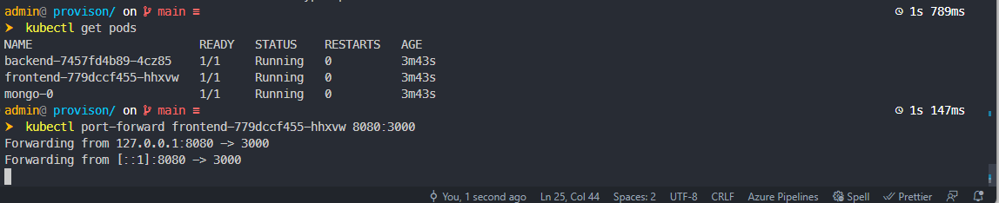 admin@ provison/ on main ≡ 1s 789ms
➤ kubectl get pods
NAME READY STATUS RESTARTS AGE
backend-7457fd4b89-4cz85 1/1 Running 0 3m43s
frontend-779dccf455-hhxvw 1/1 Running 0 3m43s
mongo-0 1/1 Running 0 3m43s
admin@ provison/ on main ≡ 1s 147ms
➤ kubectl port-forward frontend-779dccf455-hhxvw 8080:3000
Forwarding from 127.0.0.1:8080 -> 3000
Forwarding from [::1]:8080 -> 3000
You, 1 second ago Ln 25, Col 44 Spaces: 2 UTF-8 CRLF Azure Pipelines Spell Prettier